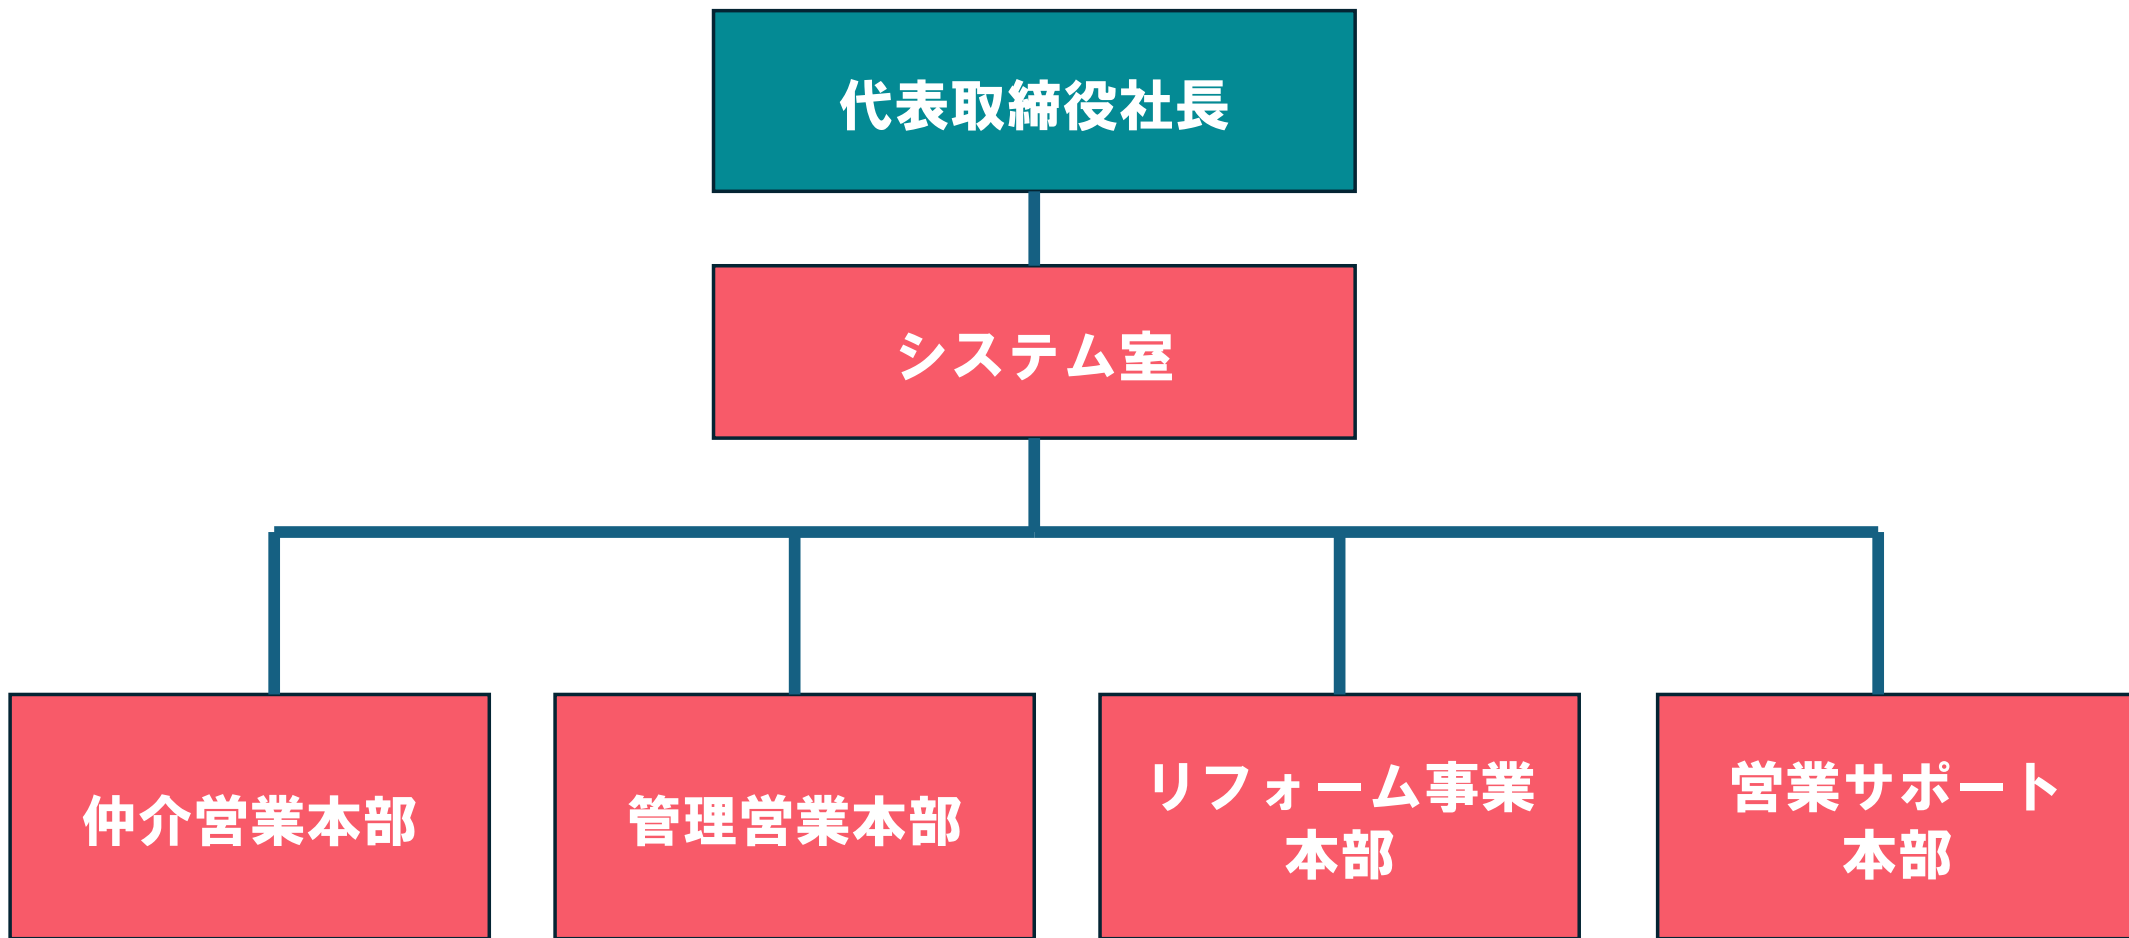 代表取締役社長
システム室
仲介営業本部
管理営業本部
リフォーム事業
本部
営業サポート
本部